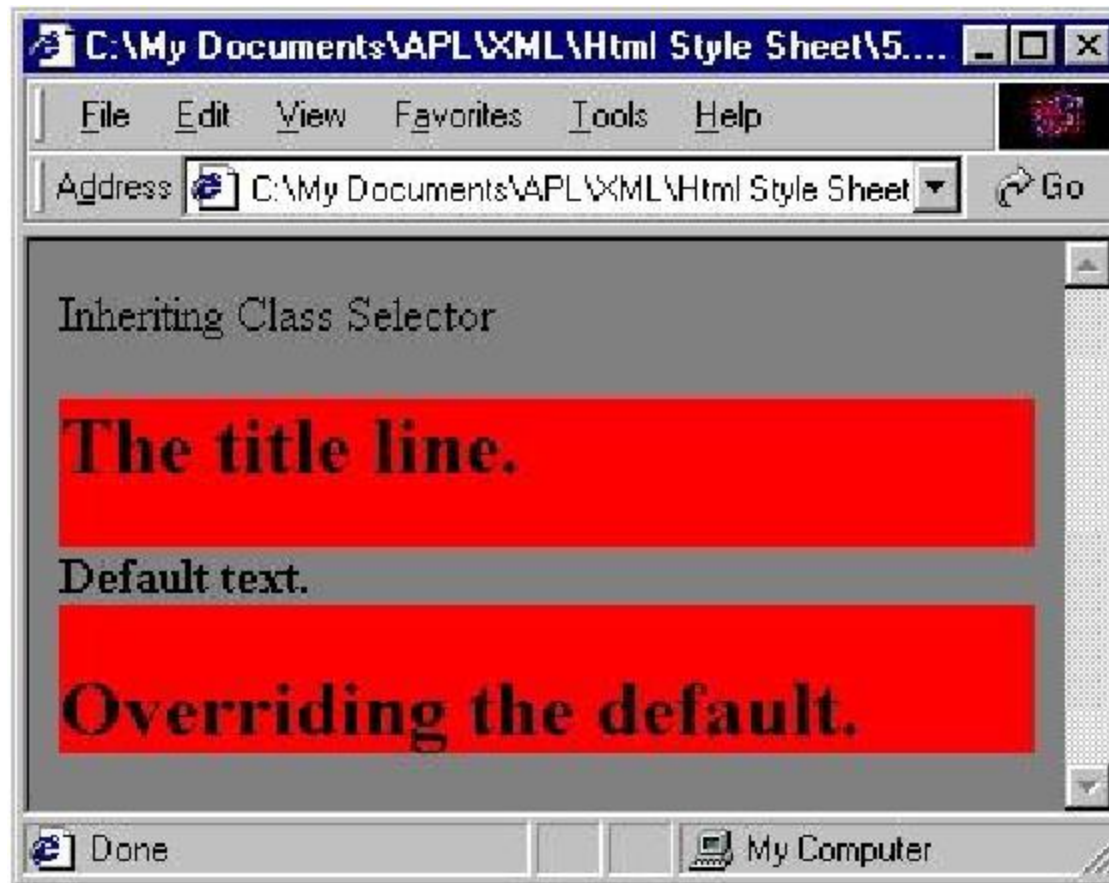 C:\My Documents\APL\XML\Html Style Sheet\5....
File Edit View Favorites Tools Help
Address C:\My Documents\APL\XML\Html Style Sheet Go
Inheriting Class Selector
The title line.
Default text.
Overriding the default.
Done My Computer